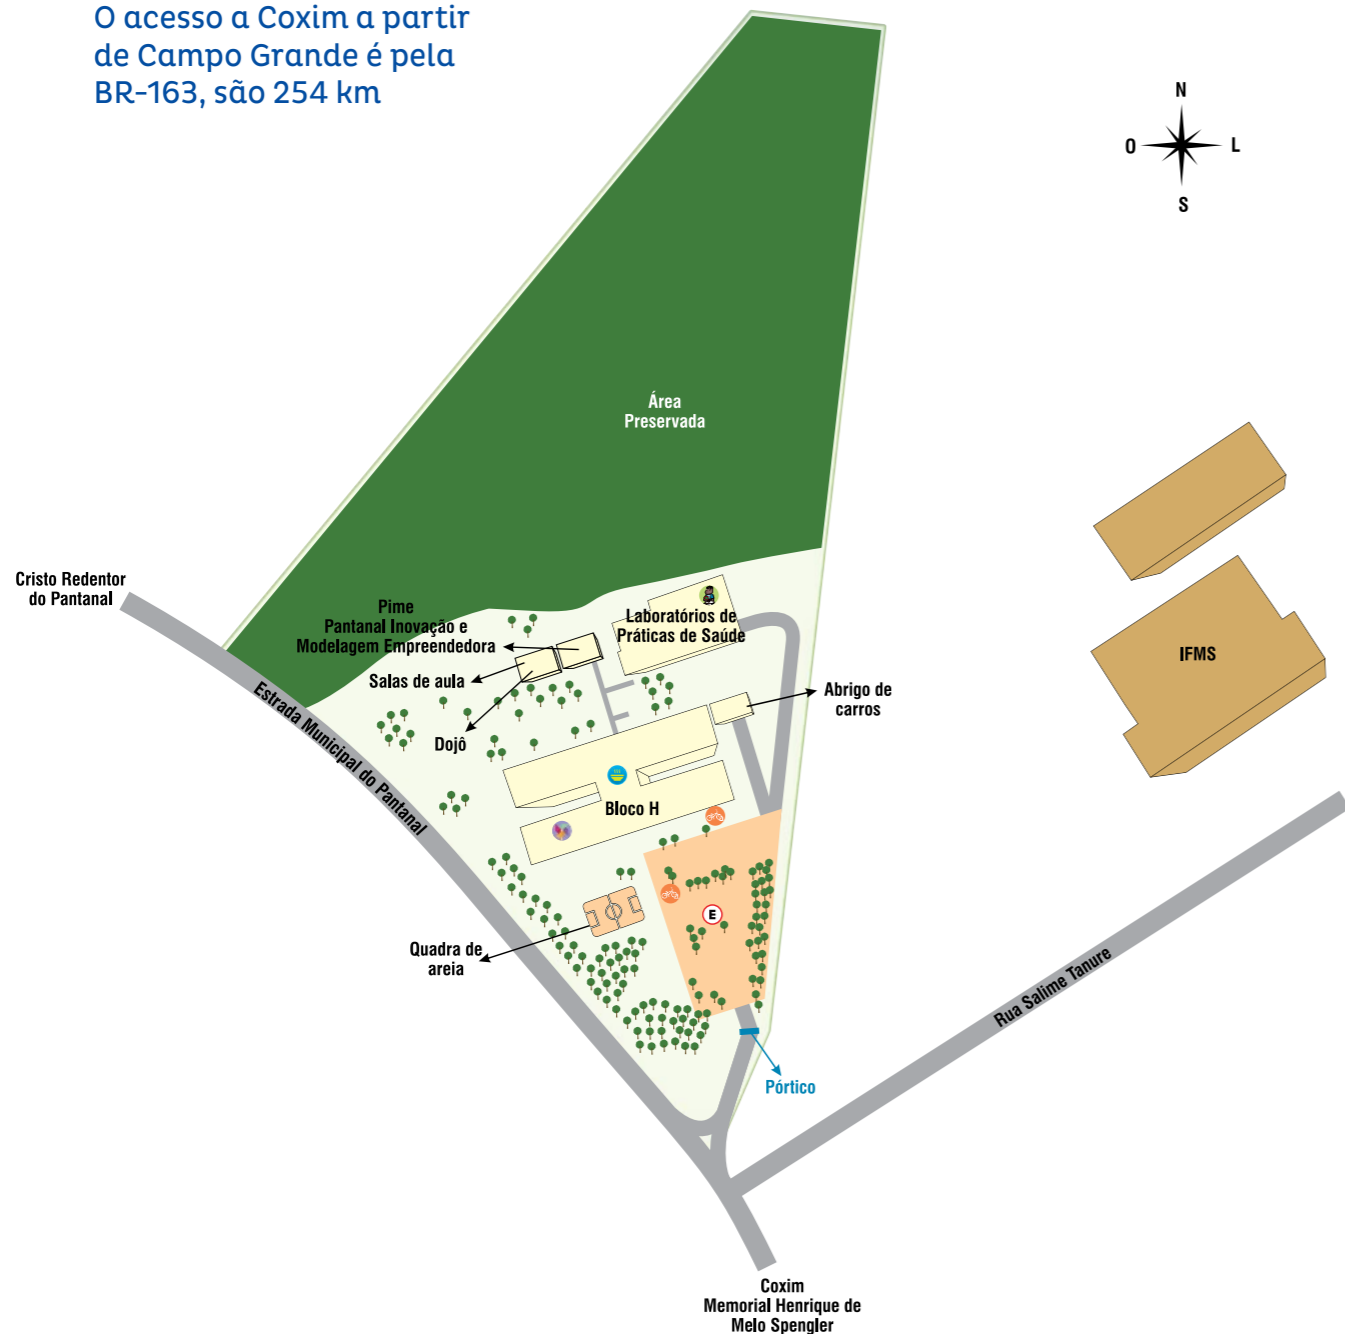 O acesso a Coxim a partir
de Campo Grande é pela
BR-163, são 254 km
N
O
L
S
Área
Preservada
Cristo Redentor
do Pantanal
Pime
Pantanal Inovação e
Modelagem Empreendedora
Laboratórios de
Práticas de Saúde
IFMS
Salas de aula
Abrigo de
carros
Dojô
Estrada Municipal do Pantanal
Bloco H
E
Quadra de
areia
Rua Salime Tanure
Pórtico
Coxim
Memorial Henrique de
Melo Spengler